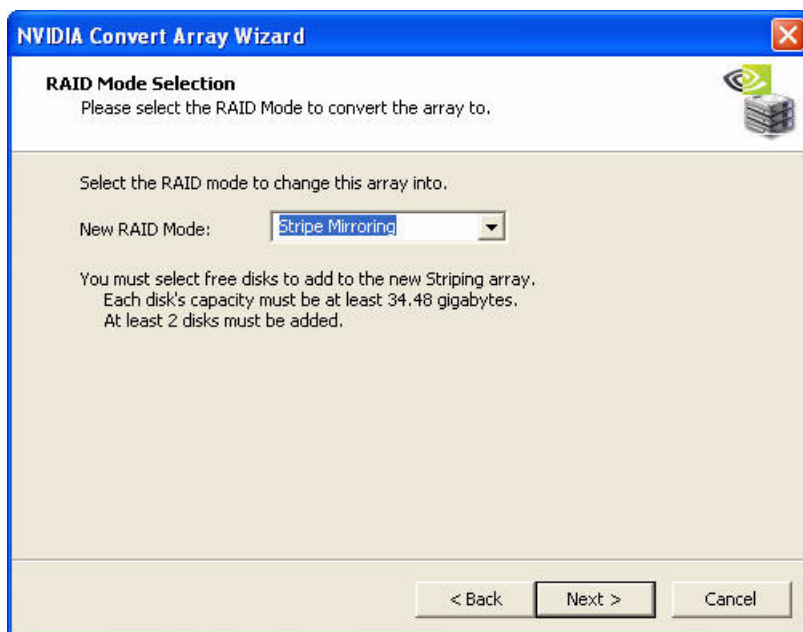 NVIDIA Convert Array Wizard
RAID Mode Selection
Please select the RAID Mode to convert the array to.
Select the RAID mode to change this array into.
New RAID Mode: Stripe Mirroring
You must select free disks to add to the new Striping array.
Each disk's capacity must be at least 34.48 gigabytes.
At least 2 disks must be added.
< Back Next > Cancel